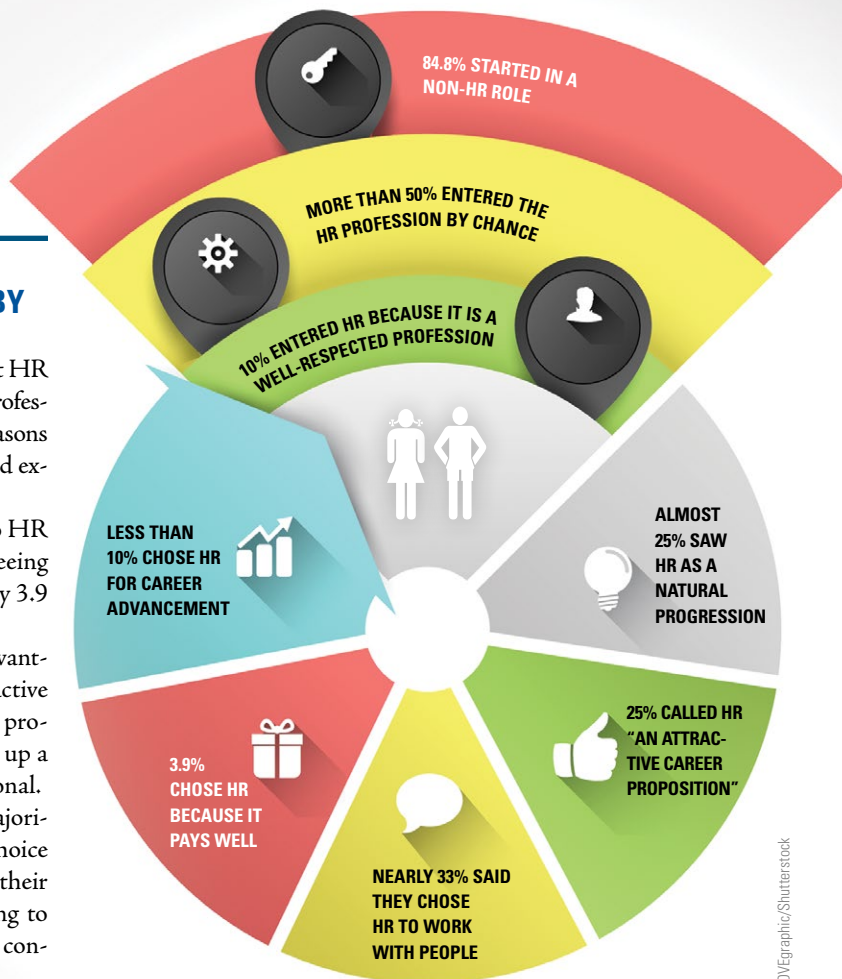 BY
HR
rofes-
asons
d ex-
HR
eeing
y 3.9
want-
active
pro-
up a
onal.
ajori-
hoice
their
ng to
con-
84.8% STARTED IN A
NON-HR ROLE
MORE THAN 50% ENTERED THE
HR PROFESSION BY CHANCE
10% ENTERED HR BECAUSE IT IS A
WELL-RESPECTED PROFESSION
ALMOST
25% SAW
HR AS A
NATURAL
PROGRESSION
25% CALLED HR
"AN ATTRAC-
TIVE CAREER
PROPOSITION"
NEARLY 33% SAID
THEY CHOSE
HR TO WORK
WITH PEOPLE
3.9%
CHOSE HR
BECAUSE IT
PAYS WELL
LESS THAN
10% CHOSE HR
FOR CAREER
ADVANCEMENT
OVEgraphic/Shutterstock